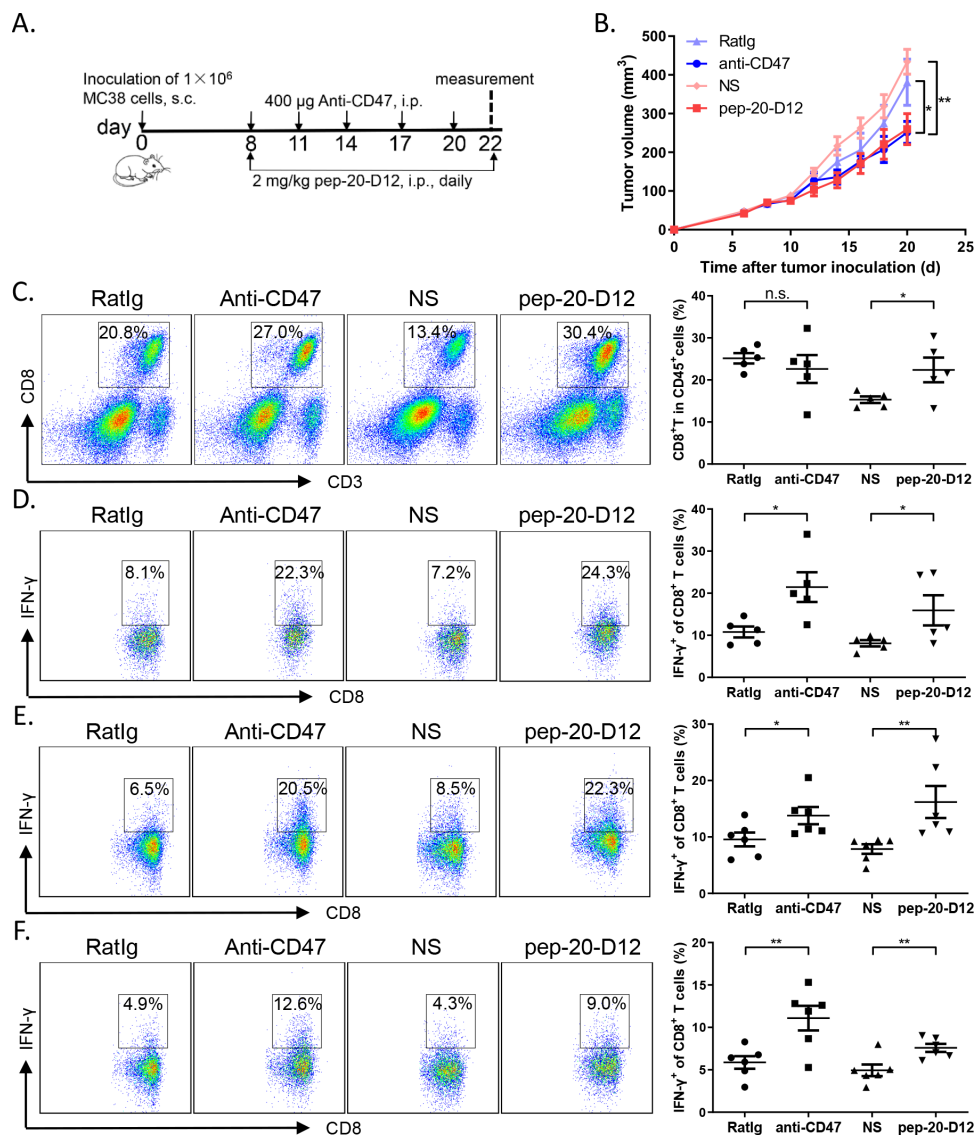 A.
Inoculation of 1×10⁶
MC38 cells, s.c.
400 μg Anti-CD47, i.p.
measurement
day
0 8 11 14 17 20 22
2 mg/kg pep-20-D12, i.p., daily
B.
RatIg
anti-CD47
NS
pep-20-D12
*
**
Tumor volume (mm³)
500
400
300
200
100
0
0 5 10 15 20 25
Time after tumor inoculation (d)
C.
RatIg Anti-CD47 NS pep-20-D12
20.8% 27.0% 13.4% 30.4%
CD8
CD3
n.s. *
CD8⁺T in CD45⁺cells (%)
40
30
20
10
0
RatIg anti-CD47 NS pep-20-D12
D.
RatIg Anti-CD47 NS pep-20-D12
8.1% 22.3% 7.2% 24.3%
IFN-γ
CD8
* *
IFN-γ⁺ of CD8⁺ T cells (%)
40
30
20
10
0
RatIg anti-CD47 NS pep-20-D12
E.
RatIg Anti-CD47 NS pep-20-D12
6.5% 20.5% 8.5% 22.3%
IFN-γ
CD8
* **
IFN-γ⁺ of CD8⁺ T cells (%)
30
20
10
0
RatIg anti-CD47 NS pep-20-D12
F.
RatIg Anti-CD47 NS pep-20-D12
4.9% 12.6% 4.3% 9.0%
IFN-γ
CD8
** **
IFN-γ⁺ of CD8⁺ T cells (%)
20
15
10
5
0
RatIg anti-CD47 NS pep-20-D12